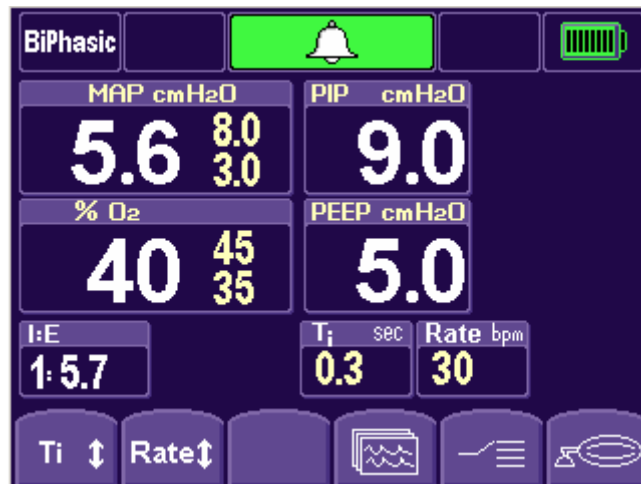 BiPhasic
MAP cmH2O
5.6 8.0
3.0
PIP cmH2O
9.0
% O2
40 45
35
PEEP cmH2O
5.0
I:E
1:5.7
Ti sec
0.3
Rate bpm
30
Ti
Rate